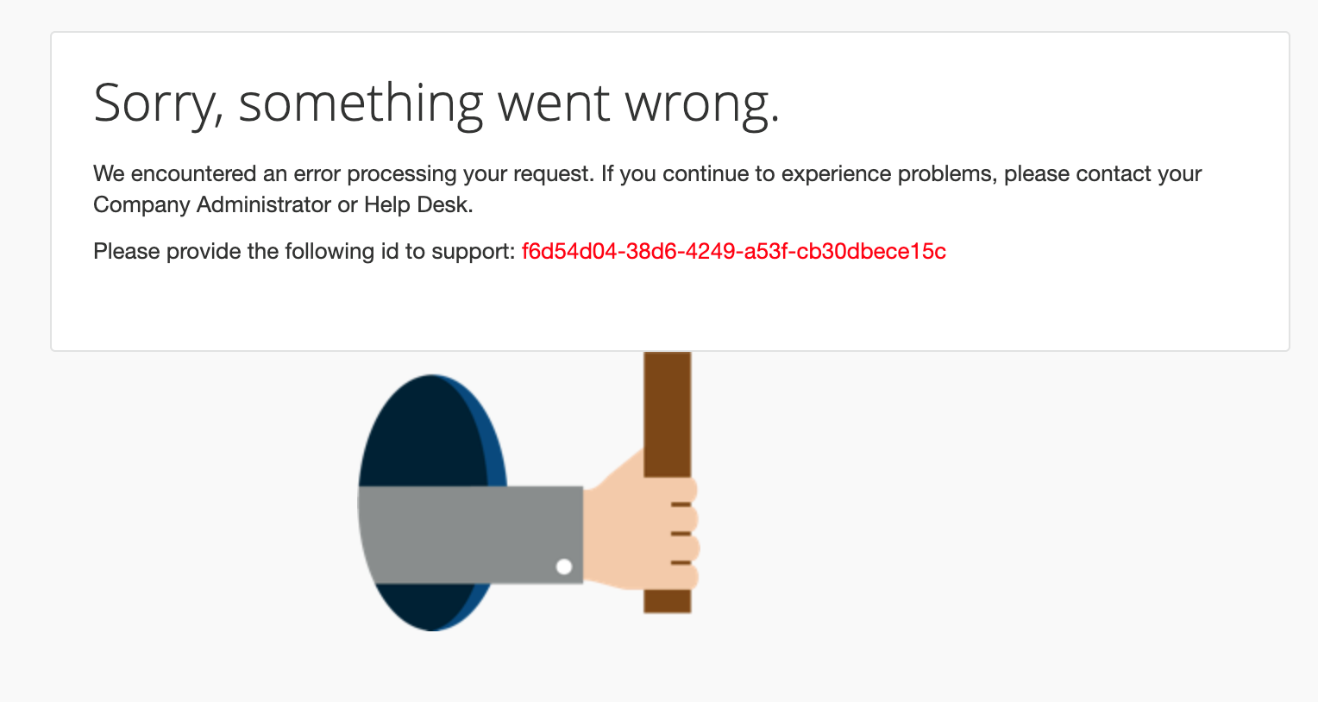 Sorry, something went wrong.
We encountered an error processing your request. If you continue to experience problems, please contact your
Company Administrator or Help Desk.
Please provide the following id to support: f6d54d04-38d6-4249-a53f-cb30dbece15c